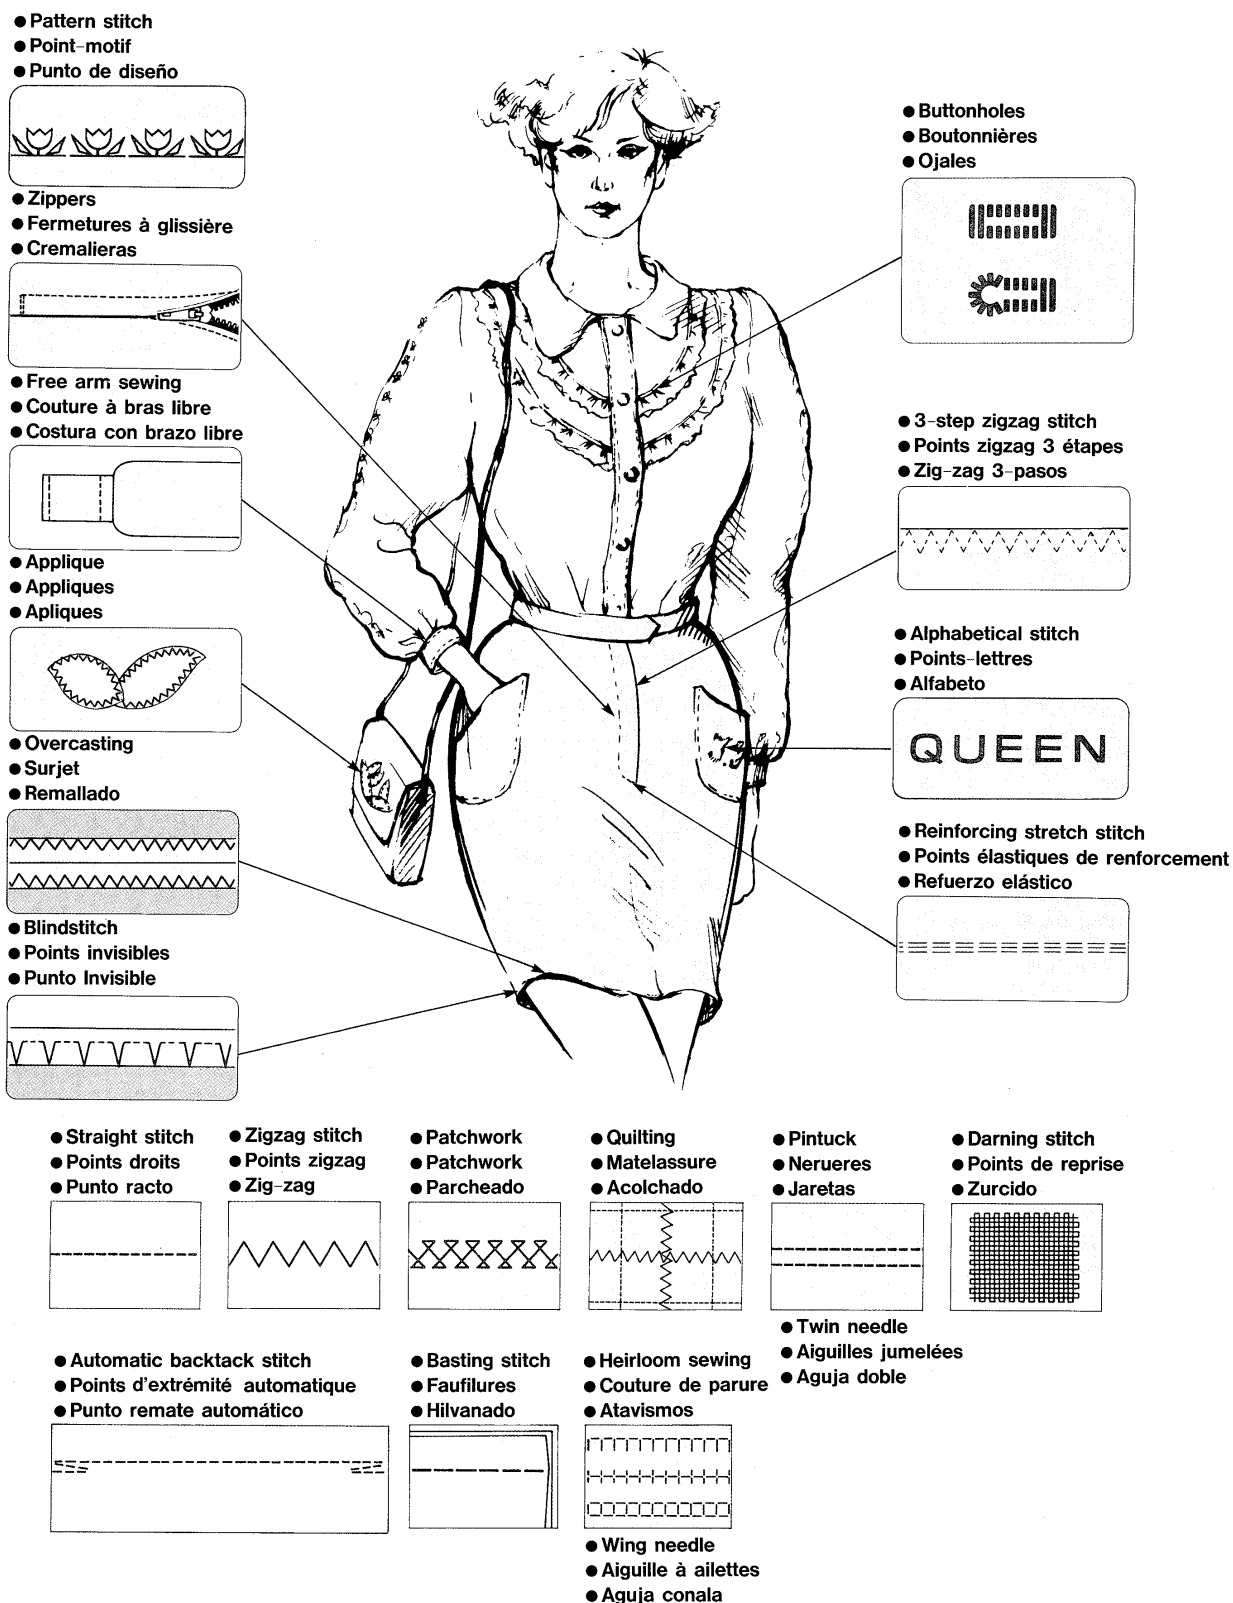 ● Pattern stitch
● Point-motif
● Punto de diseño
● Zippers
● Fermetures à glissière
● Cremalieras
● Free arm sewing
● Couture à bras libre
● Costura con brazo libre
● Applique
● Appliques
● Apliques
● Overcasting
● Surjet
● Remallado
● Blindstitch
● Points invisibles
● Punto Invisible
● Buttonholes
● Boutonnières
● Ojales
● 3-step zigzag stitch
● Points zigzag 3 étapes
● Zig-zag 3-pasos
● Alphabetical stitch
● Points-lettres
● Alfabeto
QUEEN
● Reinforcing stretch stitch
● Points élastiques de renforcement
● Refuerzo elástico
● Straight stitch
● Points droits
● Punto racto
● Zigzag stitch
● Points zigzag
● Zig-zag
● Patchwork
● Patchwork
● Parcheado
● Quilting
● Matelassure
● Acolchado
● Pintuck
● Nerueres
● Jaretas
● Twin needle
● Aiguilles jumelées
● Aguja doble
● Darning stitch
● Points de reprise
● Zurcido
● Automatic backtack stitch
● Points d'extrémité automatique
● Punto remate automático
● Basting stitch
● Faufilures
● Hilvanado
● Heirloom sewing
● Couture de parure
● Atavismos
● Wing needle
● Aiguille à ailettes
● Aguja conala